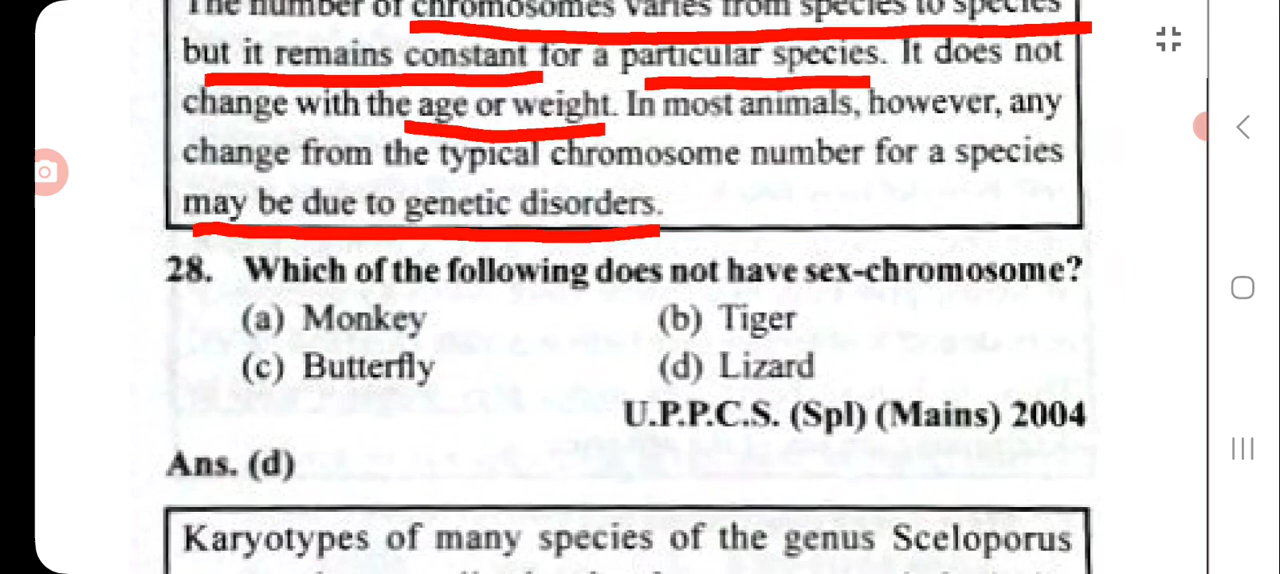 The number of chromosomes varies from species to species
but it remains constant for a particular species. It does not
change with the age or weight. In most animals, however, any
change from the typical chromosome number for a species
may be due to genetic disorders.
28. Which of the following does not have sex-chromosome?
(a) Monkey (b) Tiger
(c) Butterfly (d) Lizard
U.P.P.C.S. (Spl) (Mains) 2004
Ans. (d)
Karyotypes of many species of the genus Sceloporus